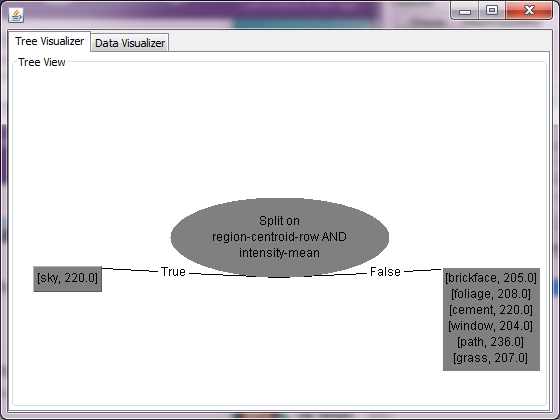 Tree Visualizer
Data Visualizer
Tree View
Split on
region-centroid-row AND
intensity-mean
True
False
[sky, 220.0]
[brickface, 205.0]
[foliage, 208.0]
[cement, 220.0]
[window, 204.0]
[path, 236.0]
[grass, 207.0]